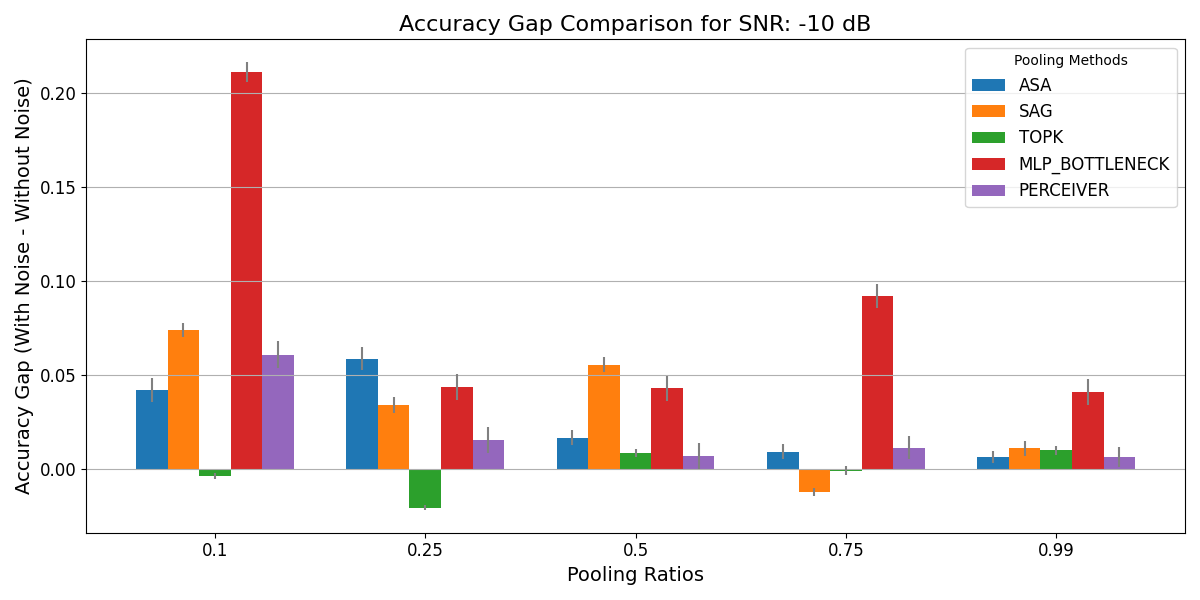 Accuracy Gap Comparison for SNR: -10 dB
Accuracy Gap (With Noise - Without Noise)
0.20
0.15
0.10
0.05
0.00
Pooling Methods
ASA
SAG
TOPK
MLP_BOTTLENECK
PERCEIVER
0.1
0.25
0.5
0.75
0.99
Pooling Ratios